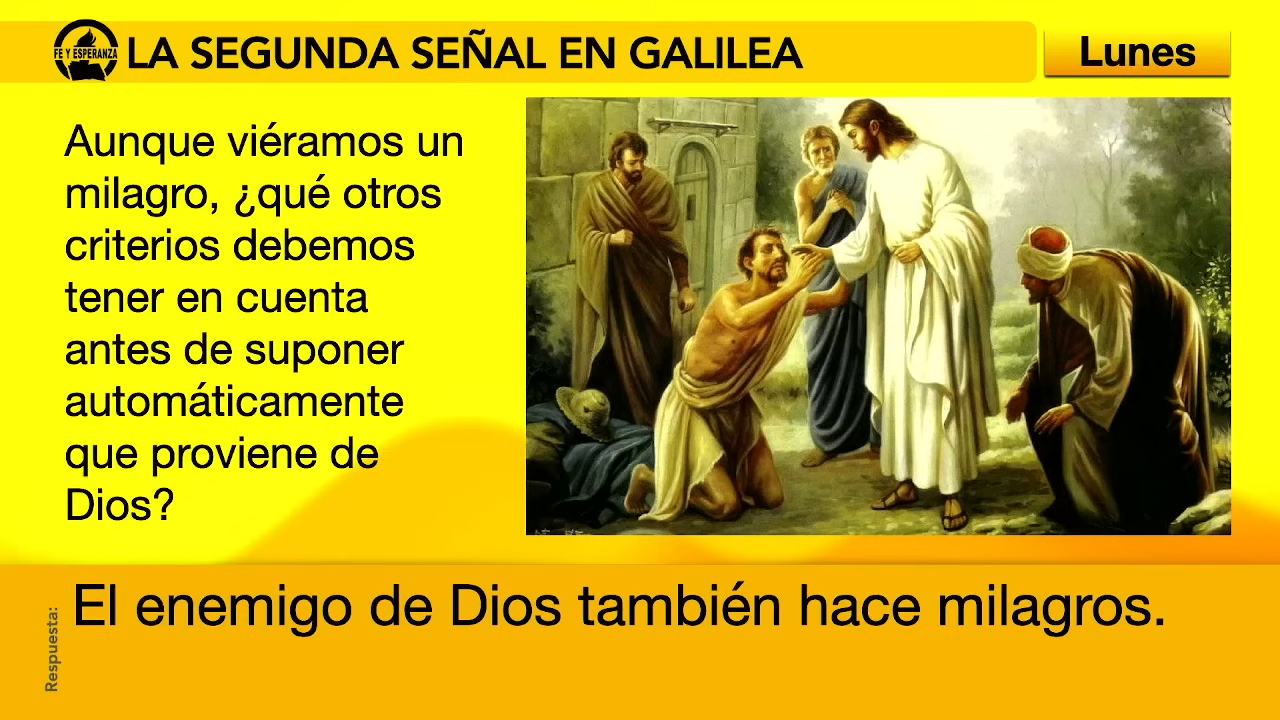 FE Y ESPERANZA
LA SEGUNDA SEÑAL EN GALILEA
Lunes
Aunque viéramos un
milagro, ¿qué otros
criterios debemos
tener en cuenta
antes de suponer
automáticamente
que proviene de
Dios?
Respuesta:
El enemigo de Dios también hace milagros.